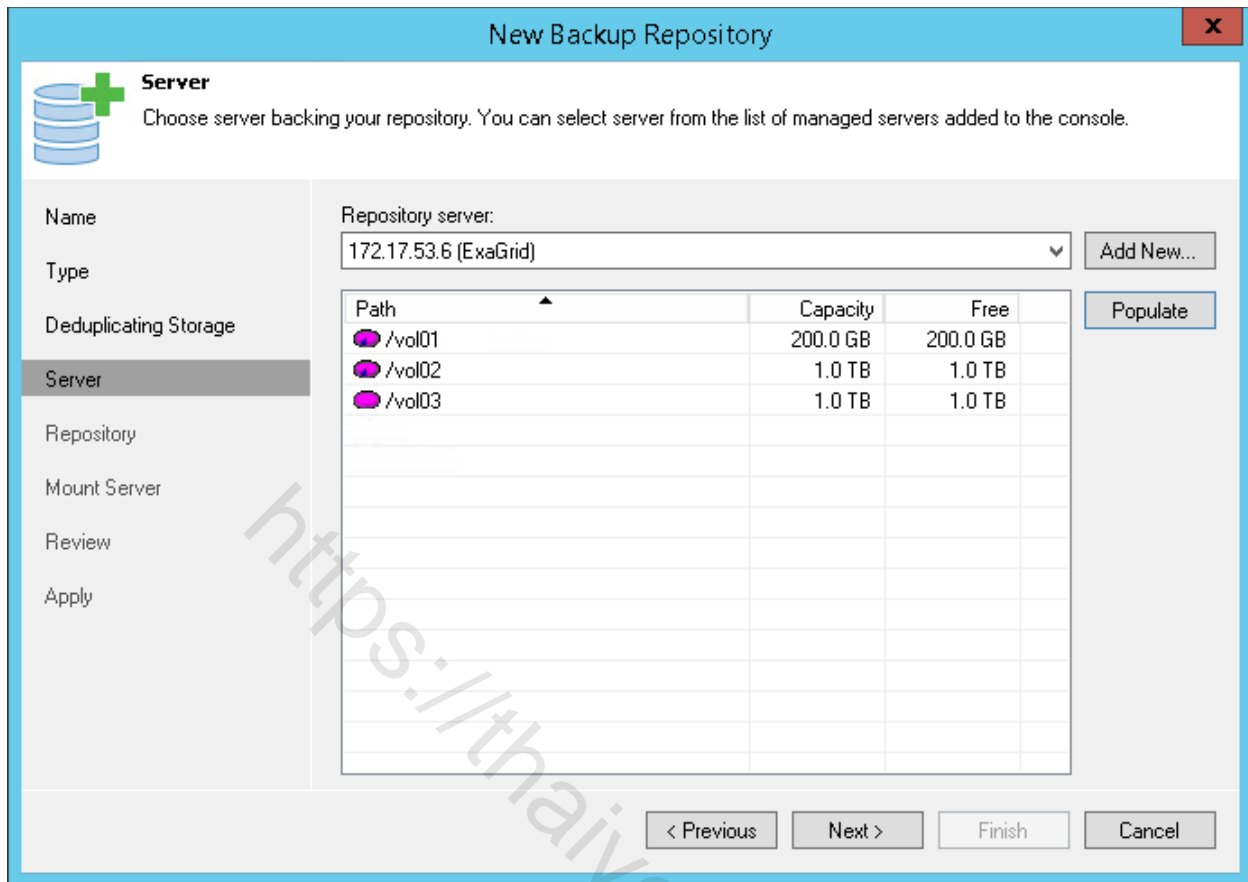 New Backup Repository
X
Server
Choose server backing your repository. You can select server from the list of managed servers added to the console.
Name
Type
Deduplicating Storage
Server
Repository
Mount Server
Review
Apply
Repository server:
172.17.53.6 (ExaGrid)
Add New...
Path Capacity Free
Populate
/vol01 200.0 GB 200.0 GB
/vol02 1.0 TB 1.0 TB
/vol03 1.0 TB 1.0 TB
< Previous Next > Finish Cancel